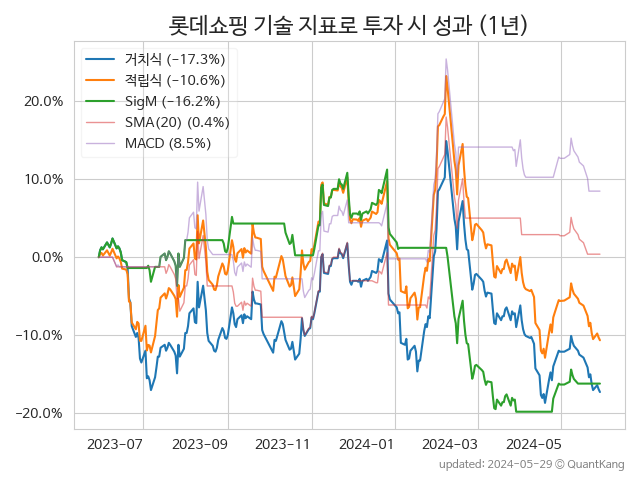 롯데쇼핑 기술 지표로 투자 시 성과 (1년)
거치식 (−17.3%)
적립식 (−10.6%)
SigM (−16.2%)
SMA(20) (0.4%)
MACD (8.5%)
20.0%
10.0%
0.0%
−10.0%
−20.0%
2023−07 2023−09 2023−11 2024−01 2024−03 2024−05
updated: 2024-05-29 © QuantKang